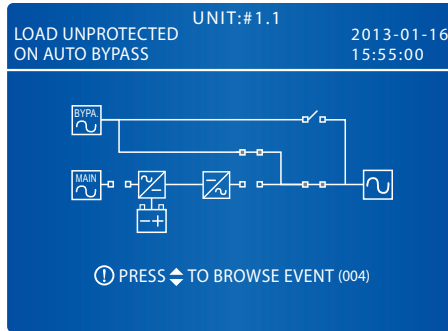 UNIT:#1.1
LOAD UNPROTECTED
ON AUTO BYPASS
2013-01-16
15:55:00
BYPA.
MAIN
PRESS TO BROWSE EVENT (004)